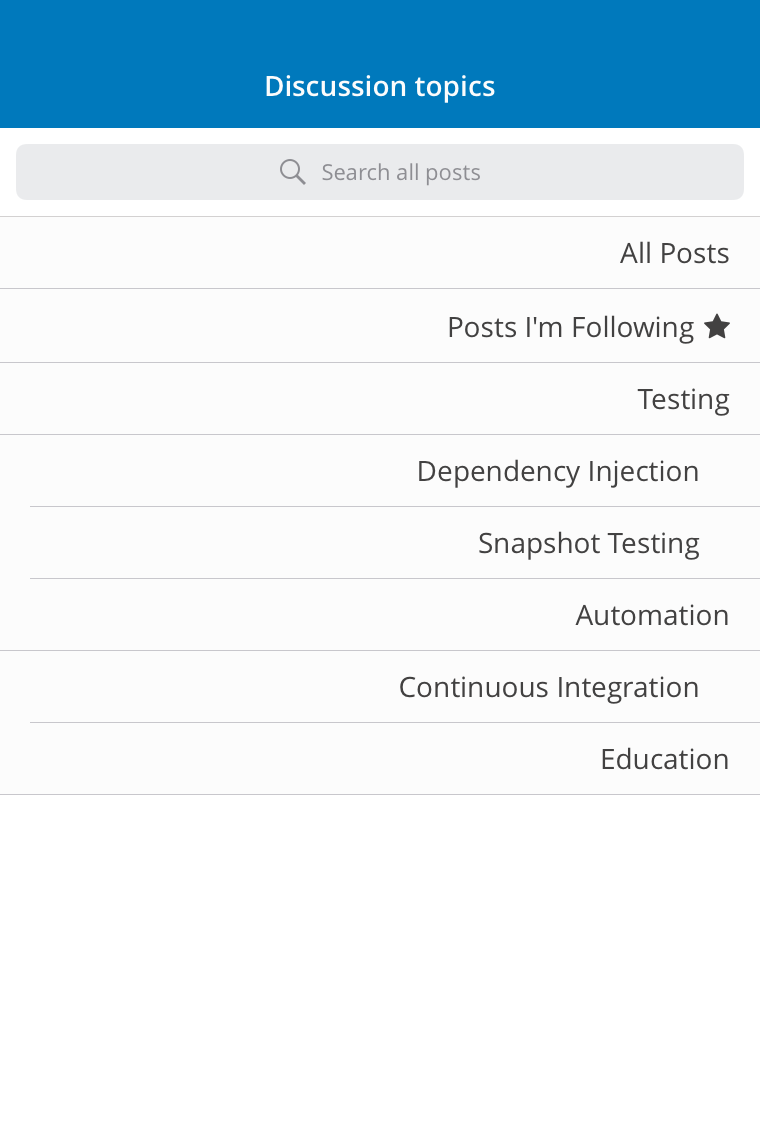 Discussion topics
Search all posts
All Posts
Posts I'm Following
Testing
Dependency Injection
Snapshot Testing
Automation
Continuous Integration
Education